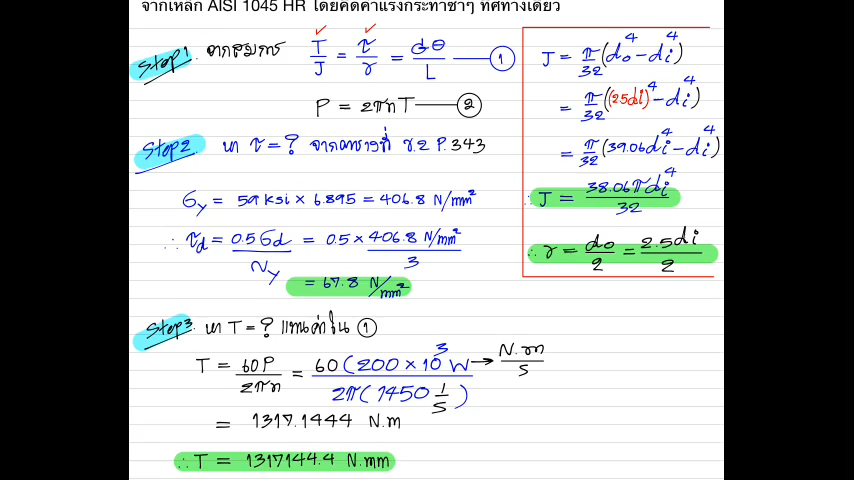 จากเหล็ก AISI 1045 HR โดยคิดค่าแรงกระทำซ้ำๆ ทิศทางเดียว
Step1 จากสมการ T/J = τ/r = Gθ/L — ①
P = 2πnT — ②
Step2 หา τ = ? จากตารางที่ ข.2 P.343
σy = 59 ksi × 6.895 = 406.8 N/mm²
∴ τd = 0.5σd/Ny = 0.5 × 406.8 N/mm²/3
= 67.8 N/mm²
Step3 หา T = ? แทนค่าใน ①
T = 60P/2πn = 60 (200 × 10³ W → N.m/s)/2π(1450 1/s)
= 1317.1444 N.m
∴ T = 1317144.4 N.mm
J = π/32 (do⁴ − di⁴)
= π/32 ((25di)⁴ − di⁴)
= π/32 (39.06di⁴ − di⁴)
∴ J = 38.06πdi⁴/32
∴ r = do/2 = 2.5di/2